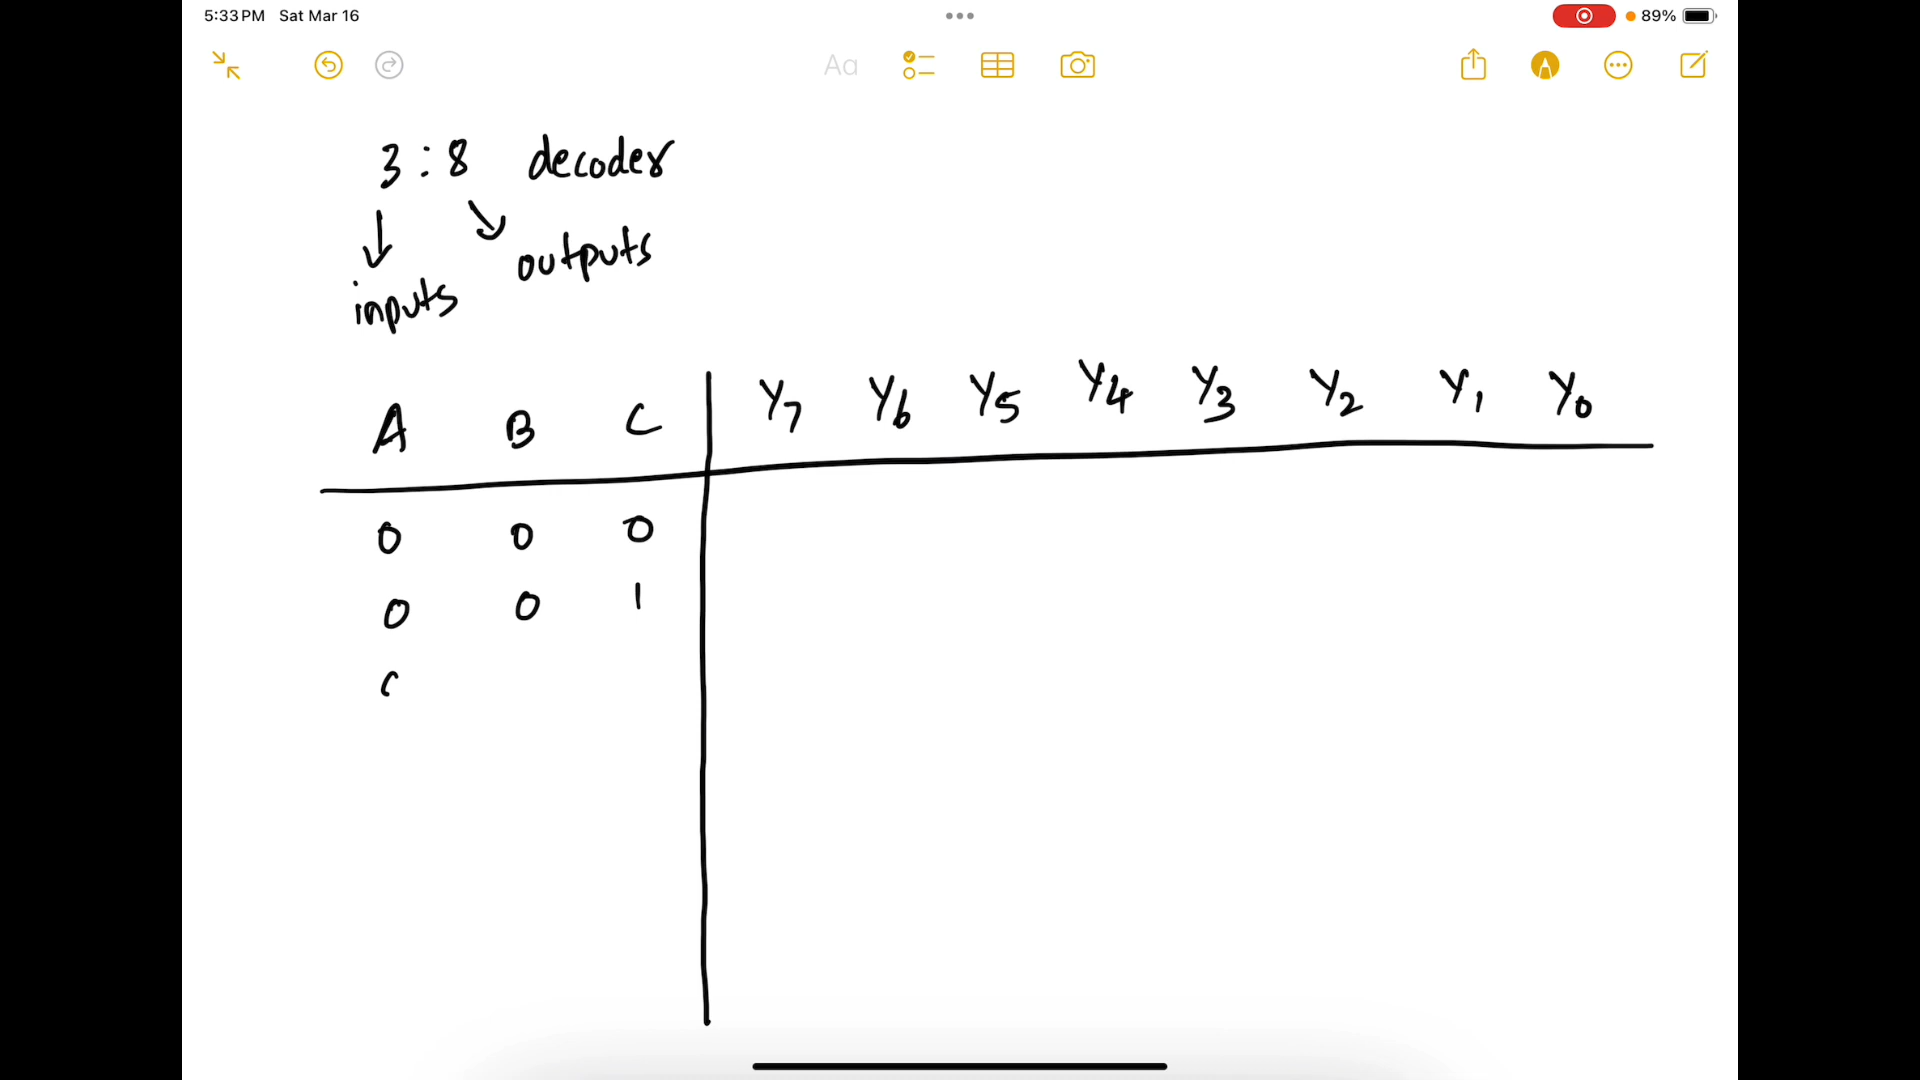 5:33 PM Sat Mar 16 89%
Aa
3 : 8 decoder
inputs outputs
A B C Y7 Y6 Y5 Y4 Y3 Y2 Y1 Y0
0 0 0
0 0 1